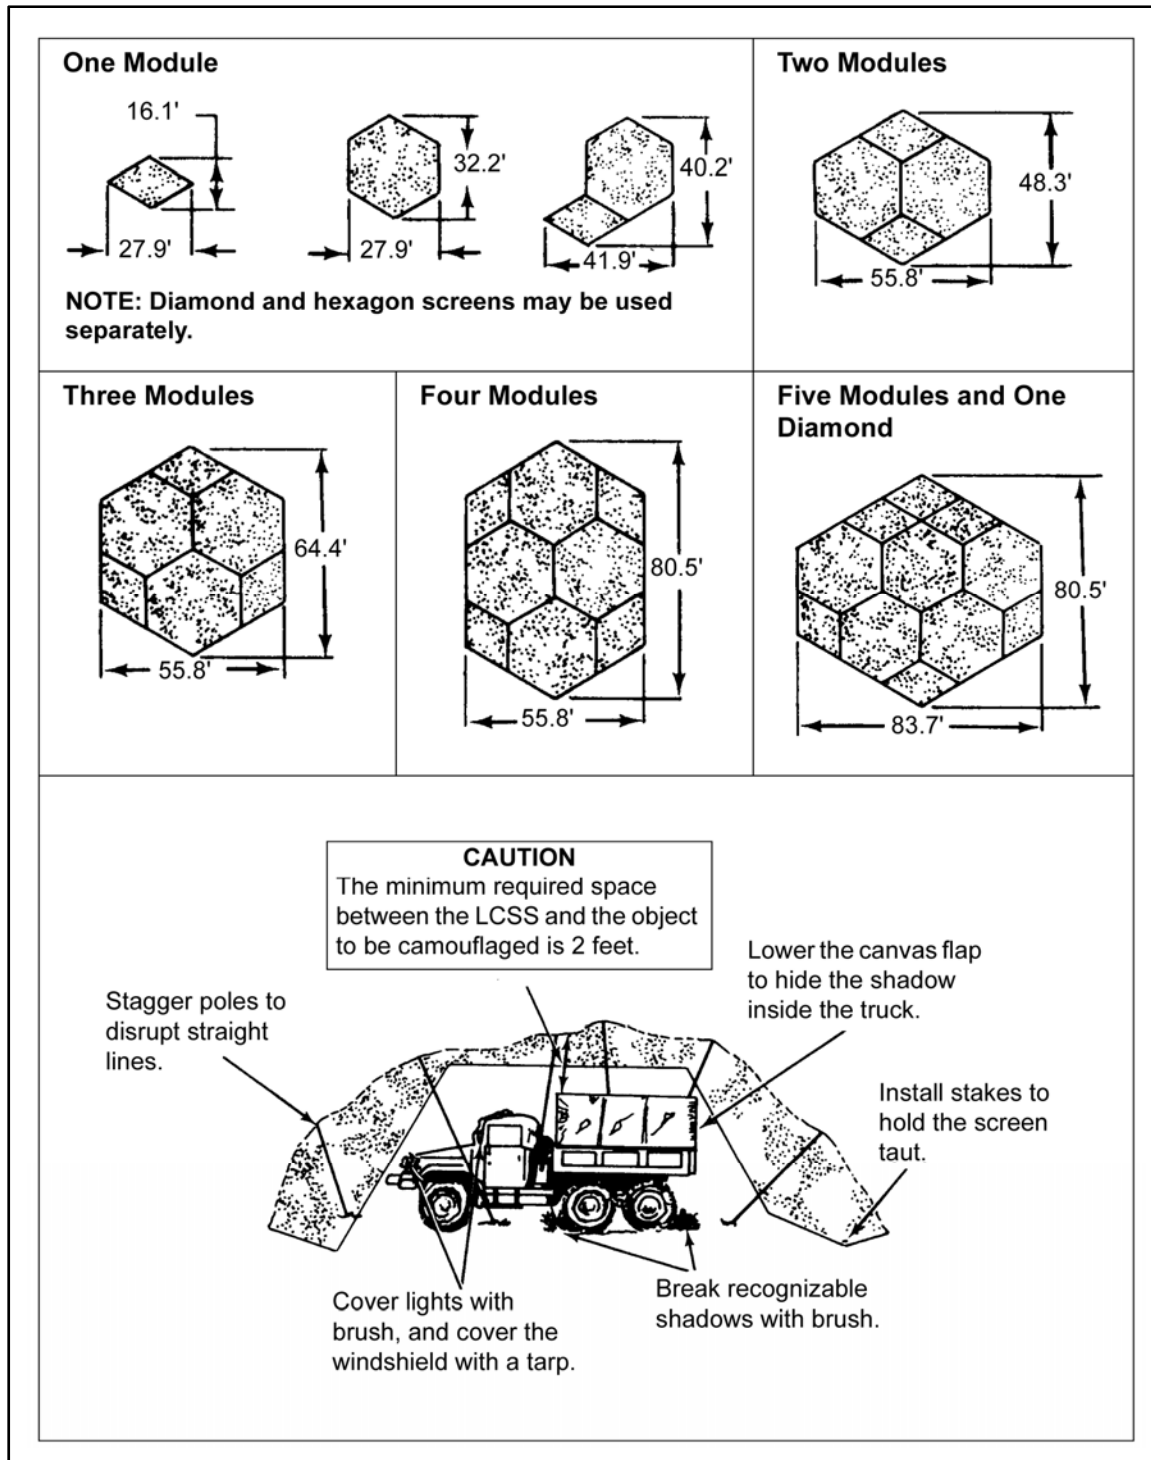 One Module
16.1'
27.9'
32.2'
27.9'
40.2'
41.9'
NOTE: Diamond and hexagon screens may be used
separately.
Two Modules
48.3'
55.8'
Three Modules
64.4'
55.8'
Four Modules
80.5'
55.8'
Five Modules and One
Diamond
80.5'
83.7'
CAUTION
The minimum required space
between the LCSS and the object
to be camouflaged is 2 feet.
Lower the canvas flap
to hide the shadow
inside the truck.
Stagger poles to
disrupt straight
lines.
Install stakes to
hold the screen
taut.
Cover lights with
brush, and cover the
windshield with a tarp.
Break recognizable
shadows with brush.